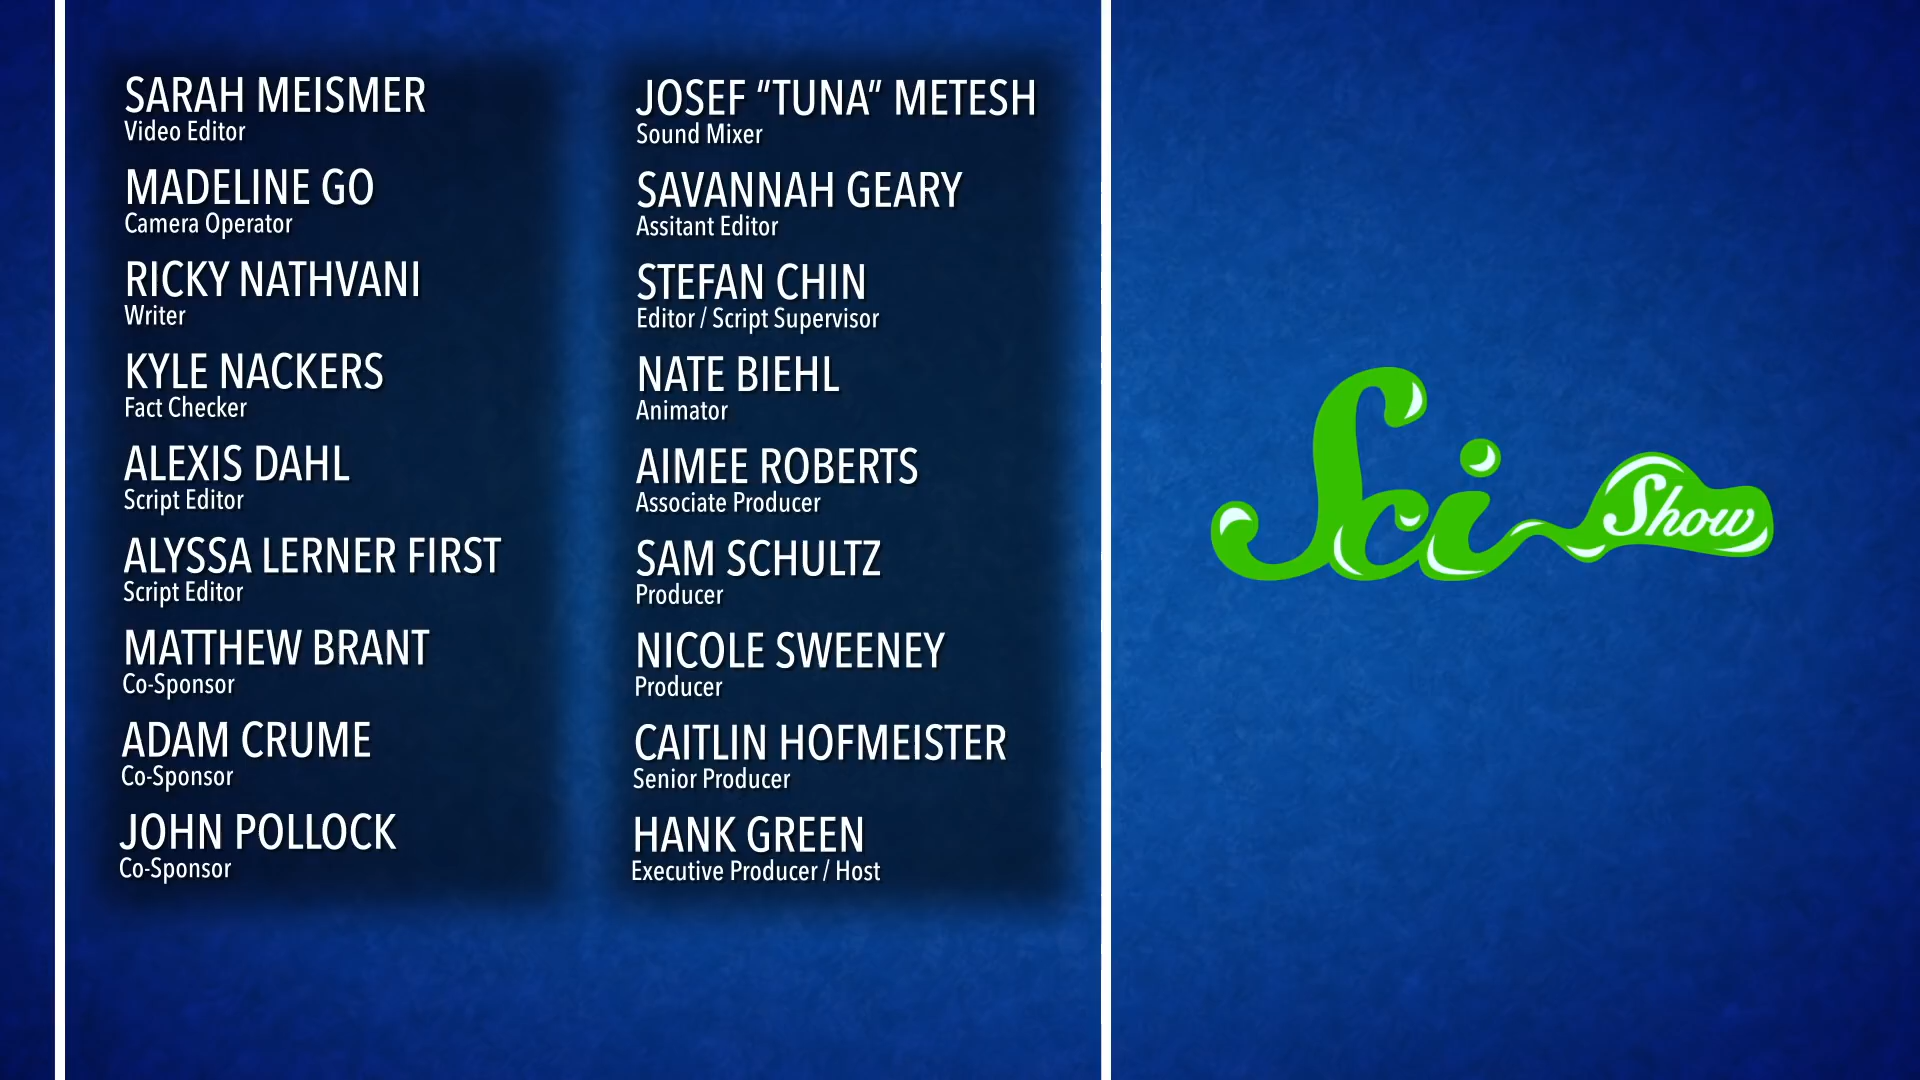 SARAH MEISMER
Video Editor
MADELINE GO
Camera Operator
RICKY NATHVANI
Writer
KYLE NACKERS
Fact Checker
ALEXIS DAHL
Script Editor
ALYSSA LERNER FIRST
Script Editor
MATTHEW BRANT
Co-Sponsor
ADAM CRUME
Co-Sponsor
JOHN POLLOCK
Co-Sponsor
JOSEF “TUNA” METESH
Sound Mixer
SAVANNAH GEARY
Assitant Editor
STEFAN CHIN
Editor / Script Supervisor
NATE BIEHL
Animator
AIMEE ROBERTS
Associate Producer
SAM SCHULTZ
Producer
NICOLE SWEENEY
Producer
CAITLIN HOFMEISTER
Senior Producer
HANK GREEN
Executive Producer / Host
Sci Show